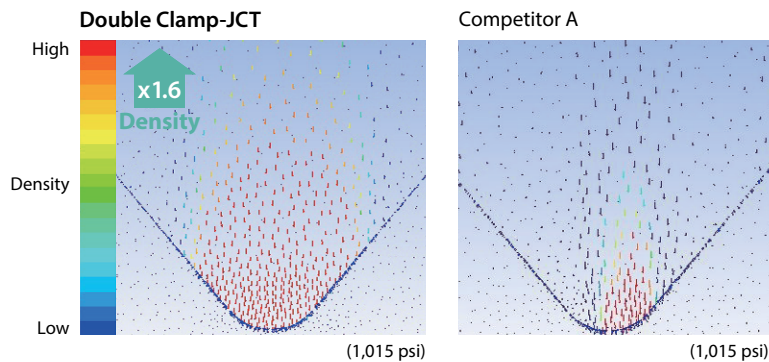 Double Clamp-JCT
Competitor A
High
x1.6
Density
Density
Low
(1,015 psi)
(1,015 psi)